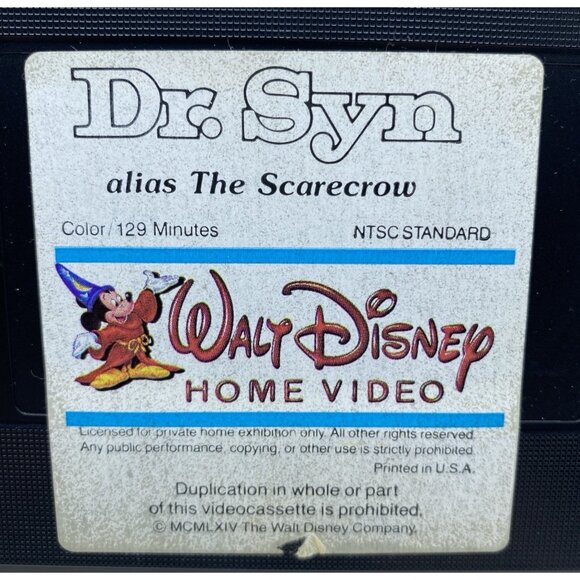 Dr. Syn
alias The Scarecrow
Color/129 Minutes NTSC STANDARD
WALT DISNEY
HOME VIDEO
Licensed for private home exhibition only. All other rights reserved.
Any public performance, copying, or other use is strictly prohibited.
Printed in U.S.A.
Duplication in whole or part
of this videocassette is prohibited.
© MCMLXIV The Walt Disney Company.